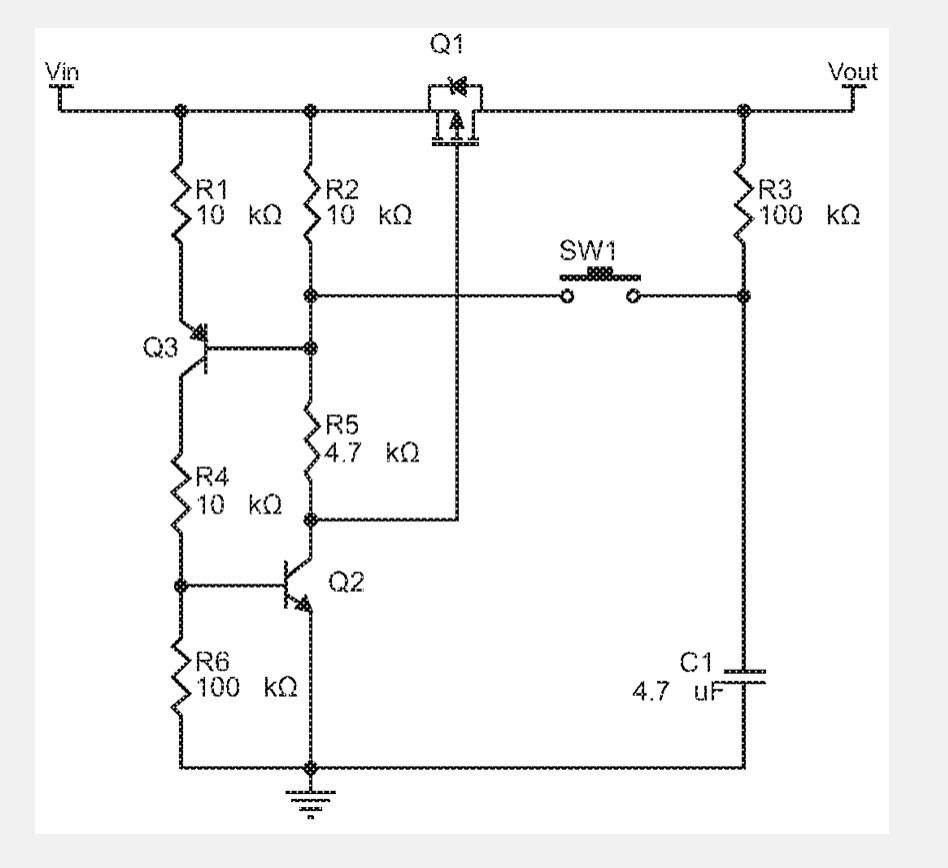 Q1
Vin
Vout
R1
10 kΩ
R2
10 kΩ
R3
100 kΩ
SW1
Q3
R5
4.7 kΩ
R4
10 kΩ
Q2
R6
100 kΩ
C1
4.7 uF